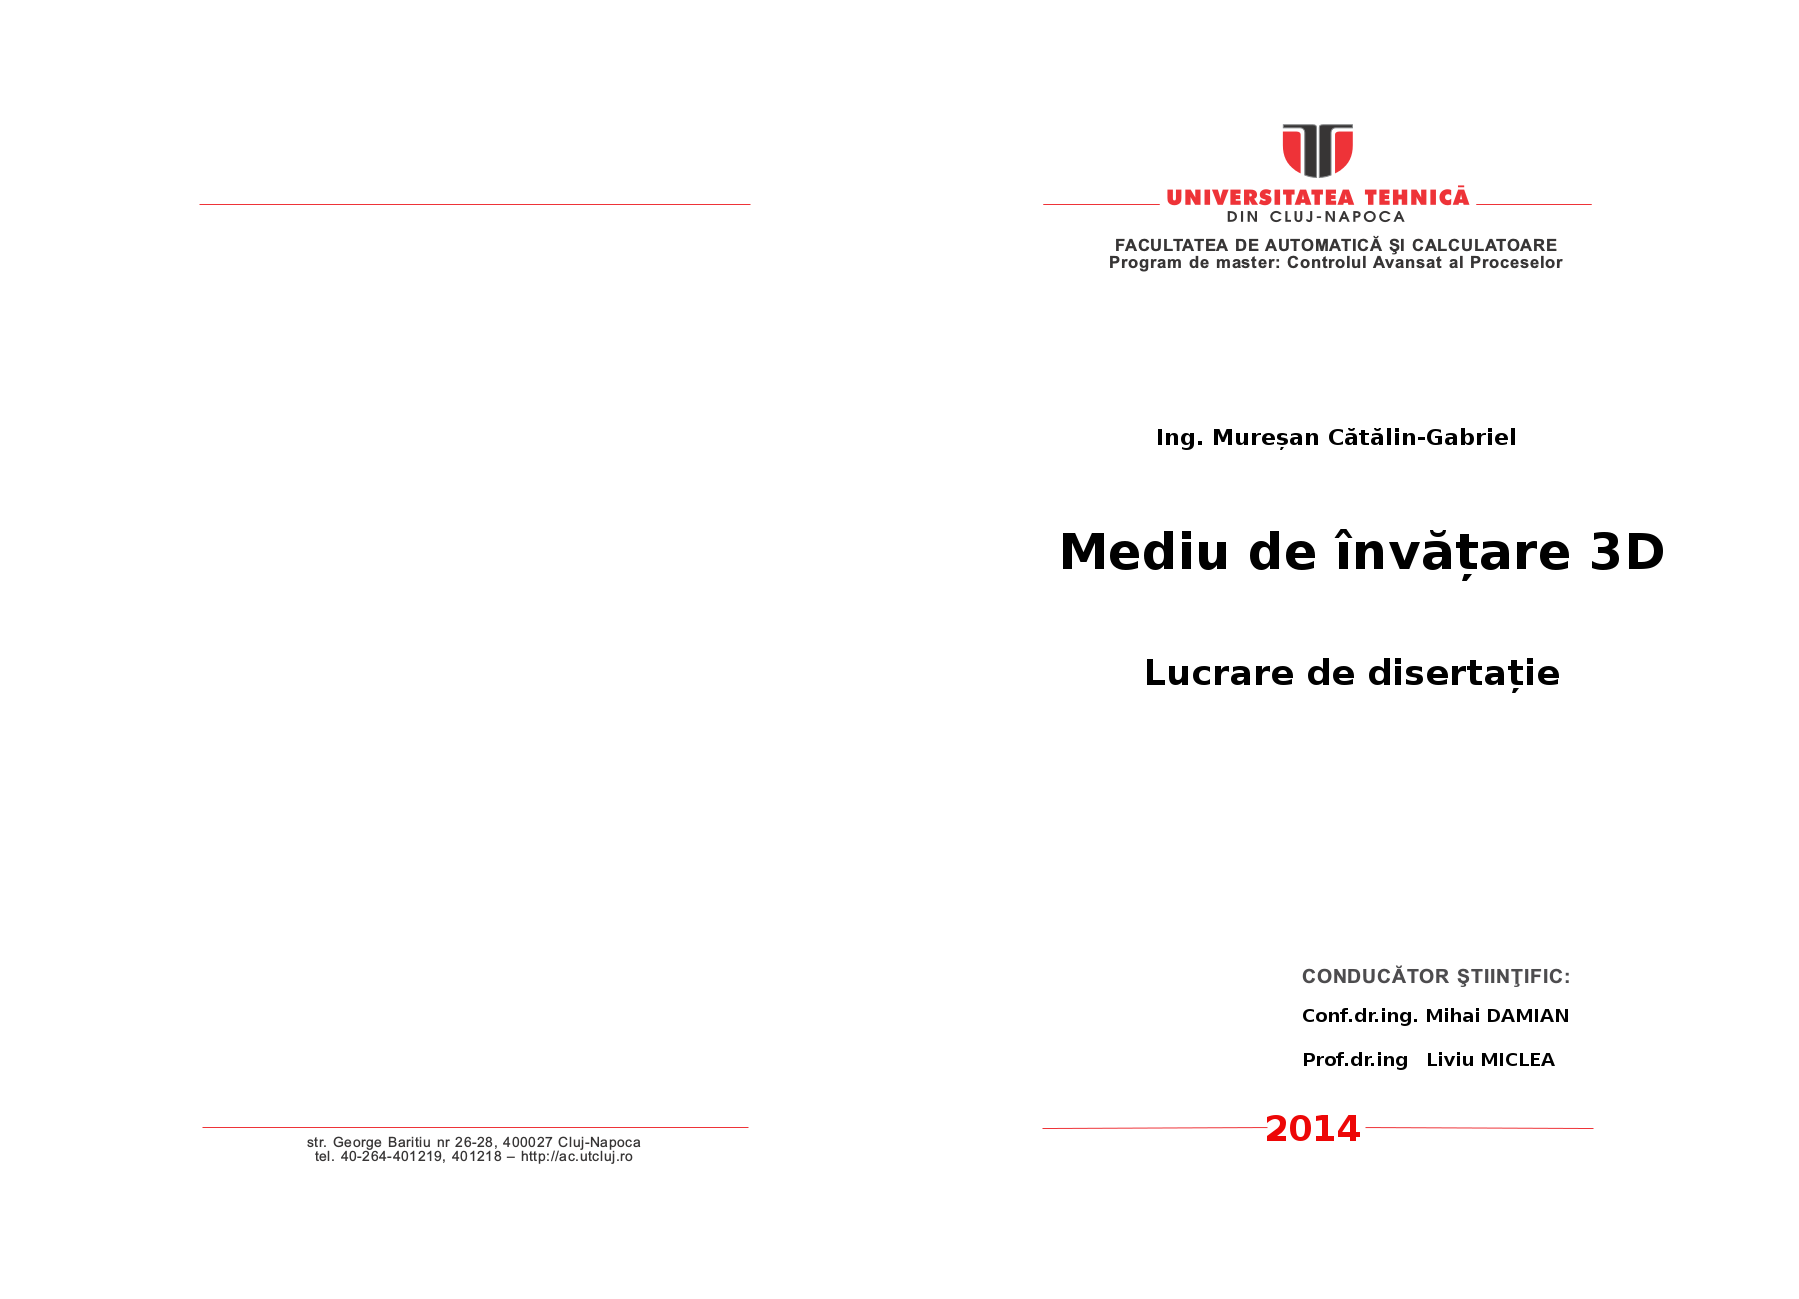 str. George Baritiu nr 26-28, 400027 Cluj-Napoca
tel. 40-264-401219, 401218 – http://ac.utcluj.ro
UNIVERSITATEA TEHNICĂ
DIN CLUJ-NAPOCA
FACULTATEA DE AUTOMATICĂ ŞI CALCULATOARE
Program de master: Controlul Avansat al Proceselor
Ing. Mureșan Cătălin-Gabriel
Mediu de învățare 3D
Lucrare de disertație
CONDUCĂTOR ŞTIINŢIFIC:
Conf.dr.ing. Mihai DAMIAN
Prof.dr.ing Liviu MICLEA
2014